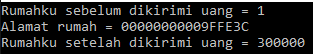 Rumahku sebelum dikirimi uang = 1
Alamat rumah = 00000000009FFE3C
Rumahku setelah dikirimi uang = 300000